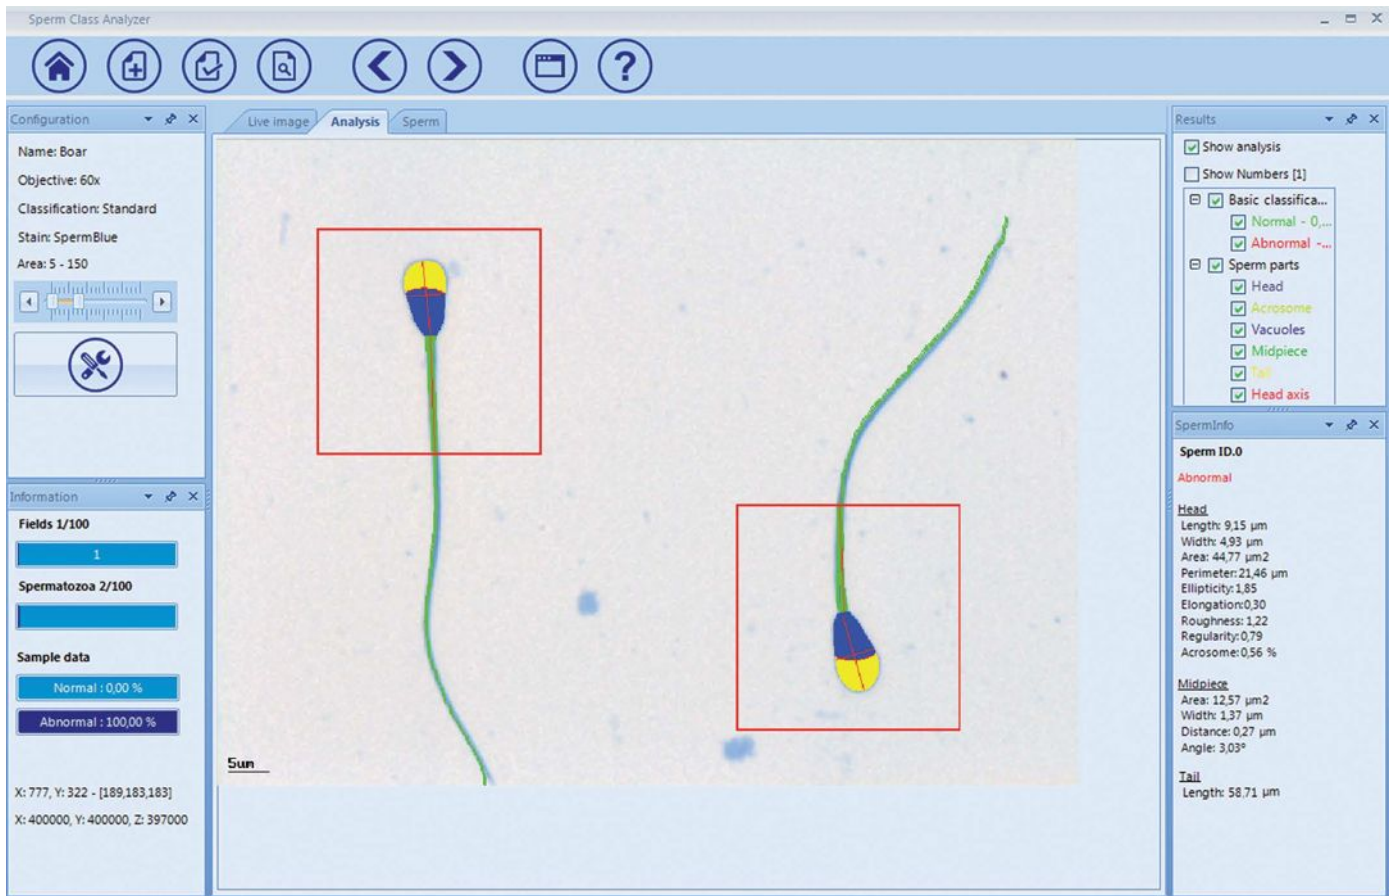 Sperm Class Analyzer
?
Configuration
Name: Boar
Objective: 60x
Classification: Standard
Stain: SpermBlue
Area: 5 - 150
Information
Fields 1/100
1
Spermatozoa 2/100
Sample data
Normal : 0,00 %
Abnormal : 100,00 %
X: 777, Y: 322 - [189,183,183]
X: 400000, Y: 400000, Z: 397000
Live image
Analysis
Sperm
5um
Results
Show analysis
Show Numbers [1]
Basic classifica...
Normal - 0,...
Abnormal -...
Sperm parts
Head
Acrosome
Vacuoles
Midpiece
Tail
Head axis
SpermInfo
Sperm ID.0
Abnormal
Head
Length: 9,15 µm
Width: 4,93 µm
Area: 44,77 µm2
Perimeter: 21,46 µm
Ellipticity: 1,85
Elongation: 0,30
Roughness: 1,22
Regularity: 0,79
Acrosome: 0,56 %
Midpiece
Area: 12,57 µm2
Width: 1,37 µm
Distance: 0,27 µm
Angle: 3,03º
Tail
Length: 58,71 µm